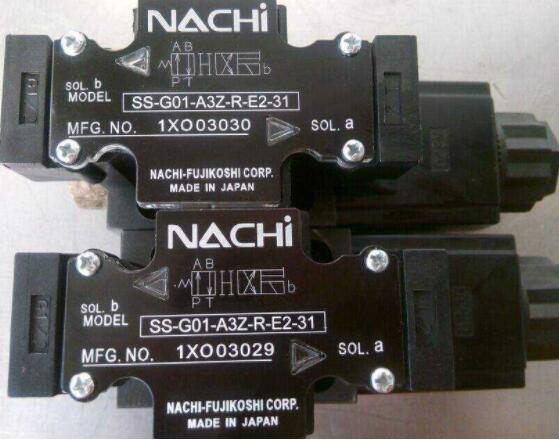 NACHi
A B
SOL. b
P T
b
MODEL
SS-G01-A3Z-R-E2-31
MFG. NO. 1XO03030
SOL. a
NACHI-FUJIKOSHI CORP.
MADE IN JAPAN
NACHi
A B
P T
b
SOL. b
MODEL
SS-G01-A3Z-R-E2-31
MFG. NO. 1XO03029
SOL. a
NACHI-FUJIKOSHI CORP.
MADE IN JAPAN